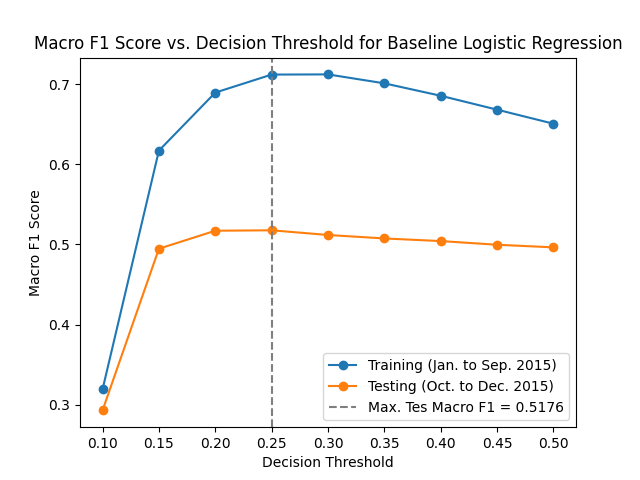 Macro F1 Score vs. Decision Threshold for Baseline Logistic Regression
0.7
0.6
0.5
0.4
0.3
Macro F1 Score
Training (Jan. to Sep. 2015)
Testing (Oct. to Dec. 2015)
Max. Tes Macro F1 = 0.5176
0.10 0.15 0.20 0.25 0.30 0.35 0.40 0.45 0.50
Decision Threshold